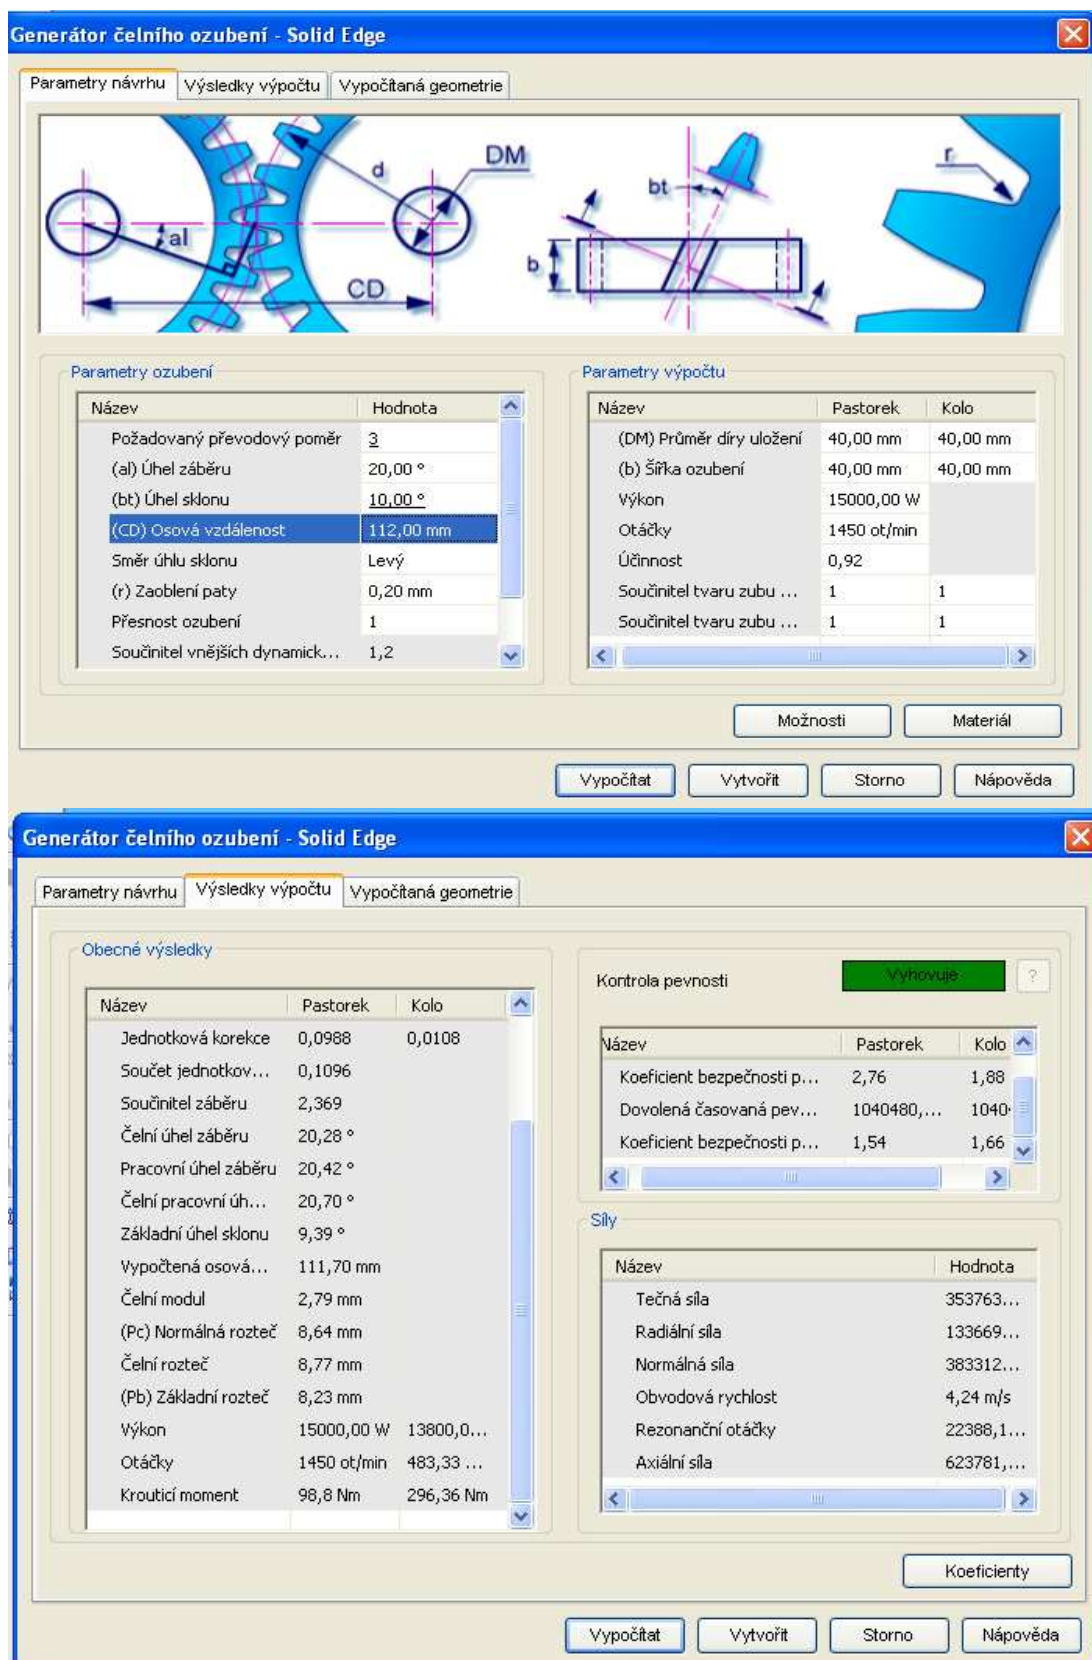 Generátor čelního ozubení - Solid Edge
Parametry návrhu Výsledky výpočtu Vypočítaná geometrie
d DM bt r
al b
CD
Parametry ozubení
Název Hodnota
Požadovaný převodový poměr 3
(al) Úhel záběru 20,00 °
(bt) Úhel sklonu 10,00 °
(CD) Osová vzdálenost 112,00 mm
Směr úhlu sklonu Levý
(r) Zaoblení paty 0,20 mm
Přesnost ozubení 1
Součinitel vnějších dynamick... 1,2
Parametry výpočtu
Název Pastorek Kolo
(DM) Průměr díry uložení 40,00 mm 40,00 mm
(b) Šířka ozubení 40,00 mm 40,00 mm
Výkon 15000,00 W
Otáčky 1450 ot/min
Účinnost 0,92
Součinitel tvaru zubu ... 1 1
Součinitel tvaru zubu ... 1 1
Možnosti Materiál
Vypočítat Vytvořit Storno Nápověda
Generátor čelního ozubení - Solid Edge
Parametry návrhu Výsledky výpočtu Vypočítaná geometrie
Obecné výsledky
Název Pastorek Kolo
Jednotková korekce 0,0988 0,0108
Součet jednotkov... 0,1096
Součinitel záběru 2,369
Čelní úhel záběru 20,28 °
Pracovní úhel záběru 20,42 °
Čelní pracovní úh... 20,70 °
Základní úhel sklonu 9,39 °
Vypočtená osová... 111,70 mm
Čelní modul 2,79 mm
(Pc) Normálná rozteč 8,64 mm
Čelní rozteč 8,77 mm
(Pb) Základní rozteč 8,23 mm
Výkon 15000,00 W 13800,0...
Otáčky 1450 ot/min 483,33 ...
Krouticí moment 98,8 Nm 296,36 Nm
Kontrola pevnosti Vyhovuje ?
Název Pastorek Kolo
Koeficient bezpečnosti p... 2,76 1,88
Dovolená časovaná pev... 1040480,... 1040
Koeficient bezpečnosti p... 1,54 1,66
Síly
Název Hodnota
Tečná síla 353763...
Radiální síla 133669...
Normálná síla 383312...
Obvodová rychlost 4,24 m/s
Rezonanční otáčky 22388,1...
Axiální síla 623781,...
Koeficienty
Vypočítat Vytvořit Storno Nápověda